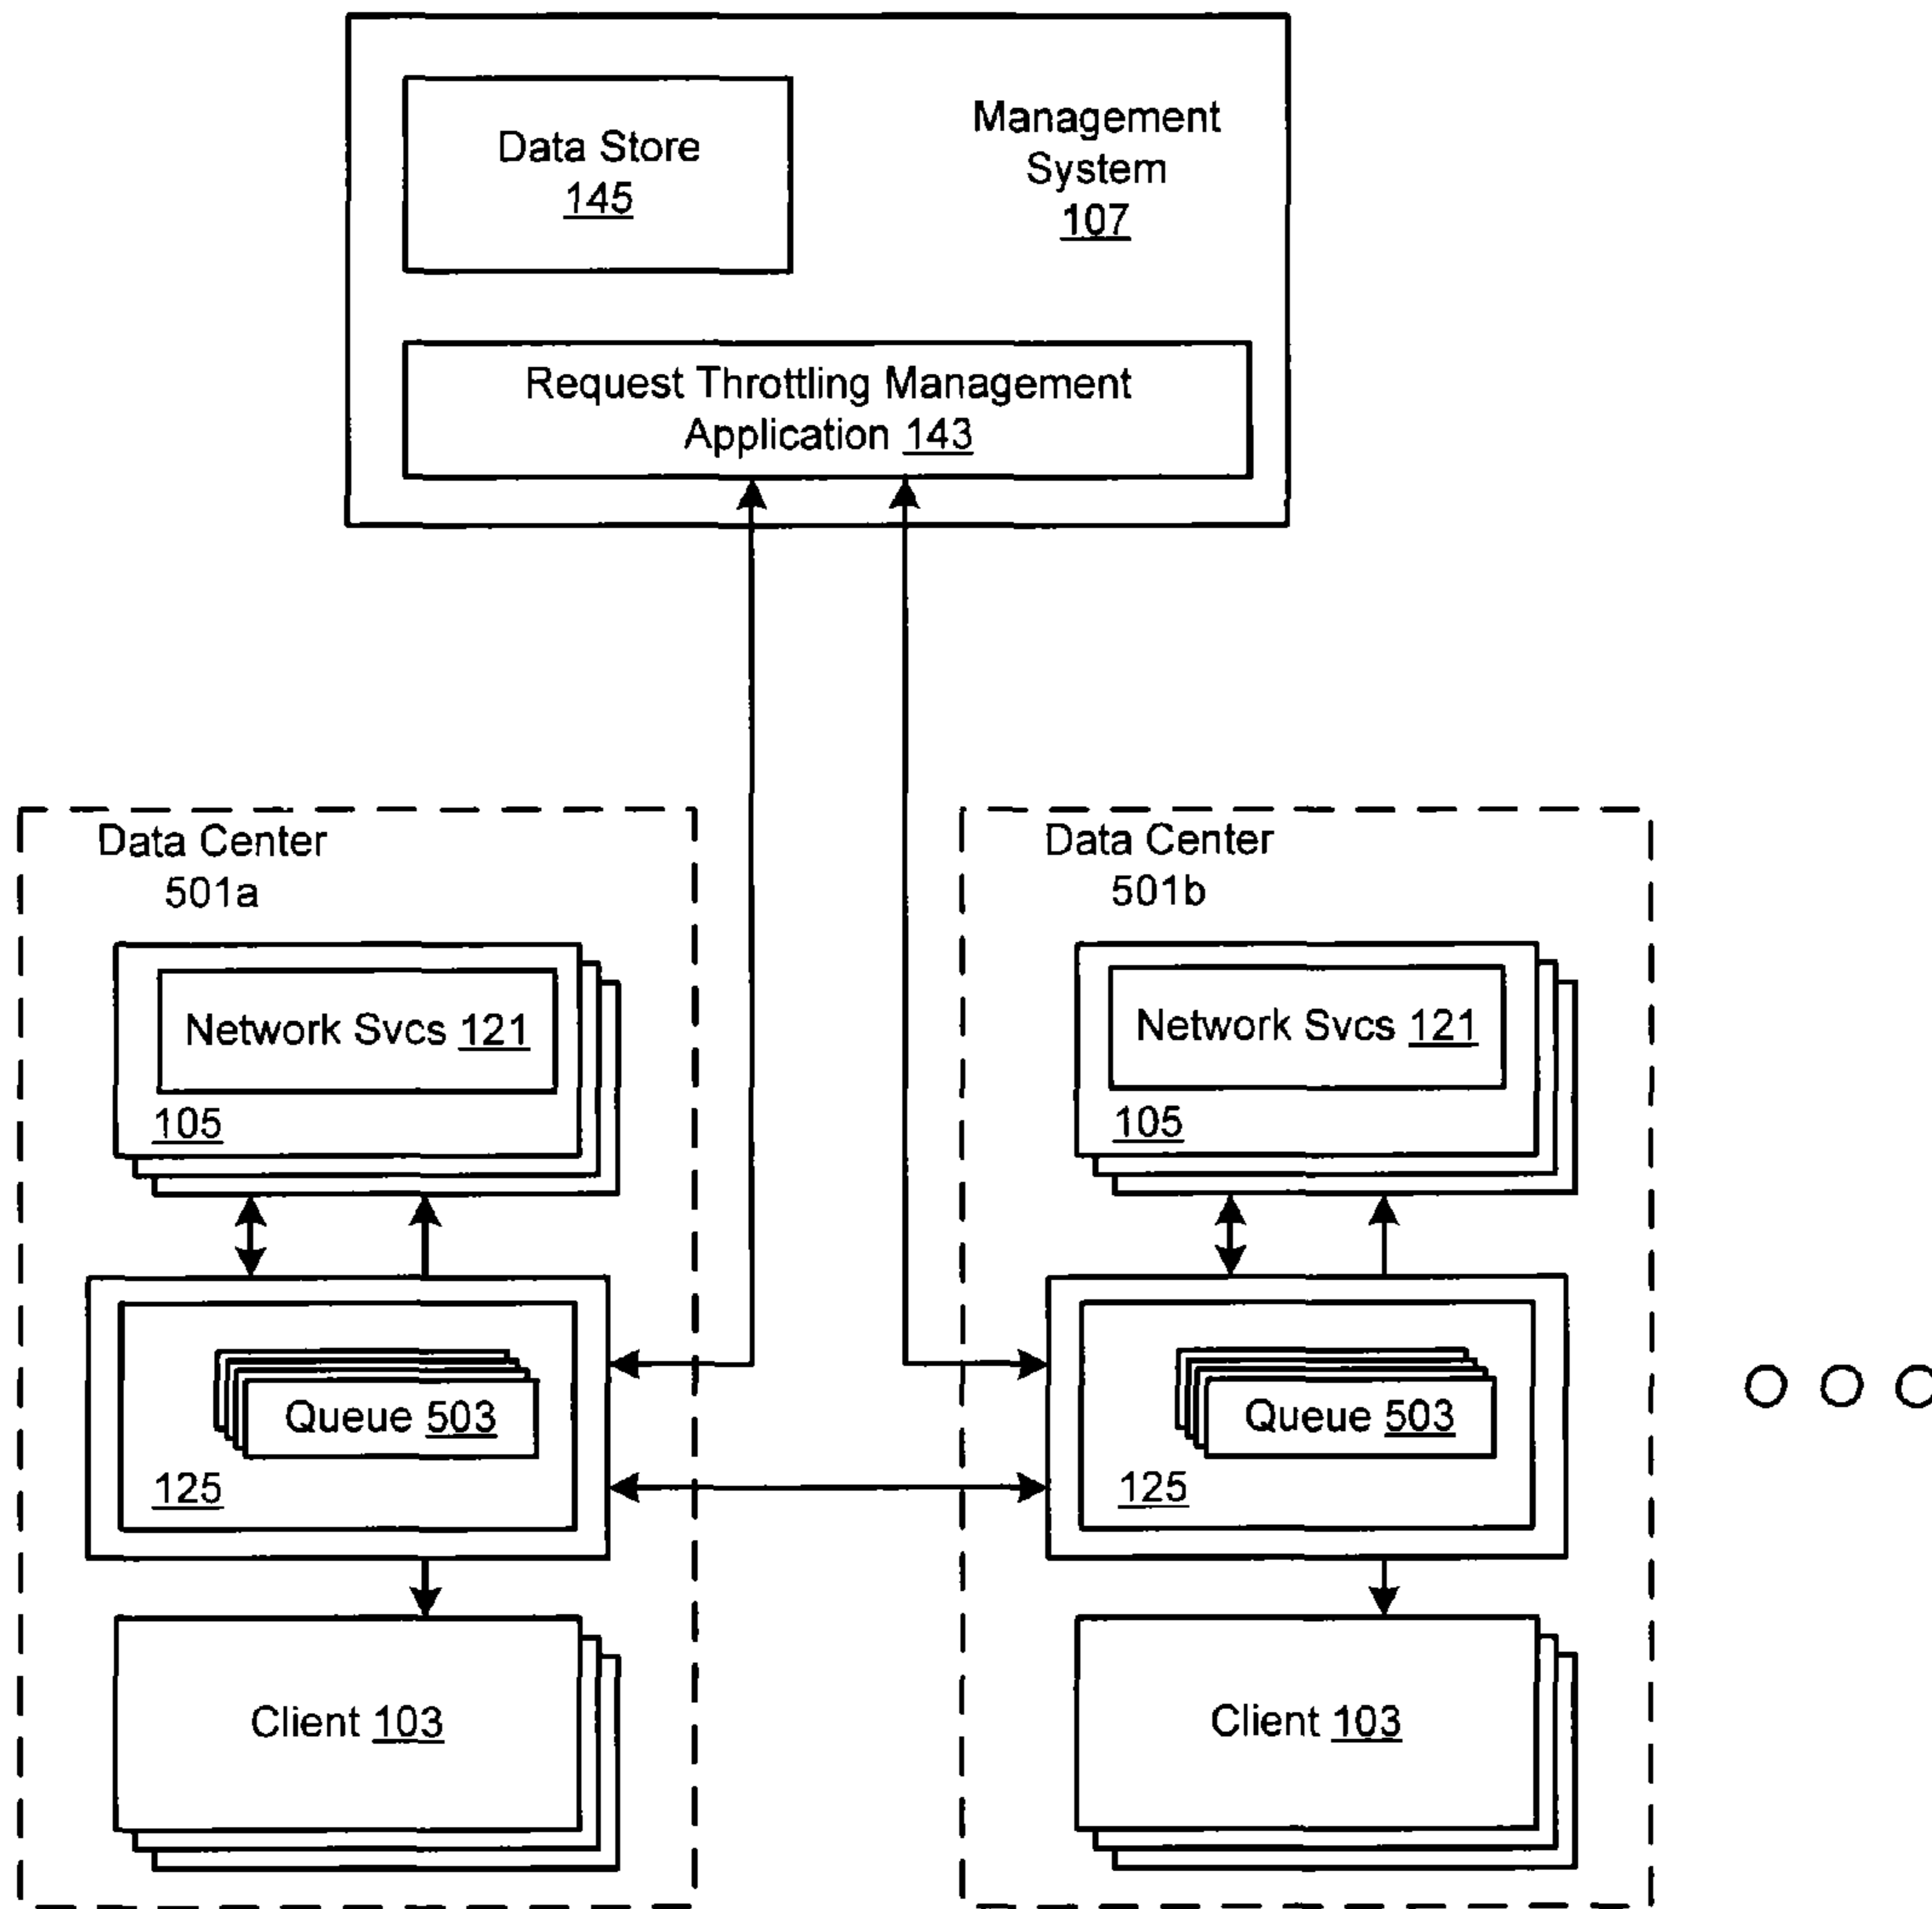 Data Store
145
Management
System
107
Request Throttling Management
Application 143
Data Center
501a
Network Svcs 121
105
Queue 503
125
Client 103
Data Center
501b
Network Svcs 121
105
Queue 503
125
Client 103